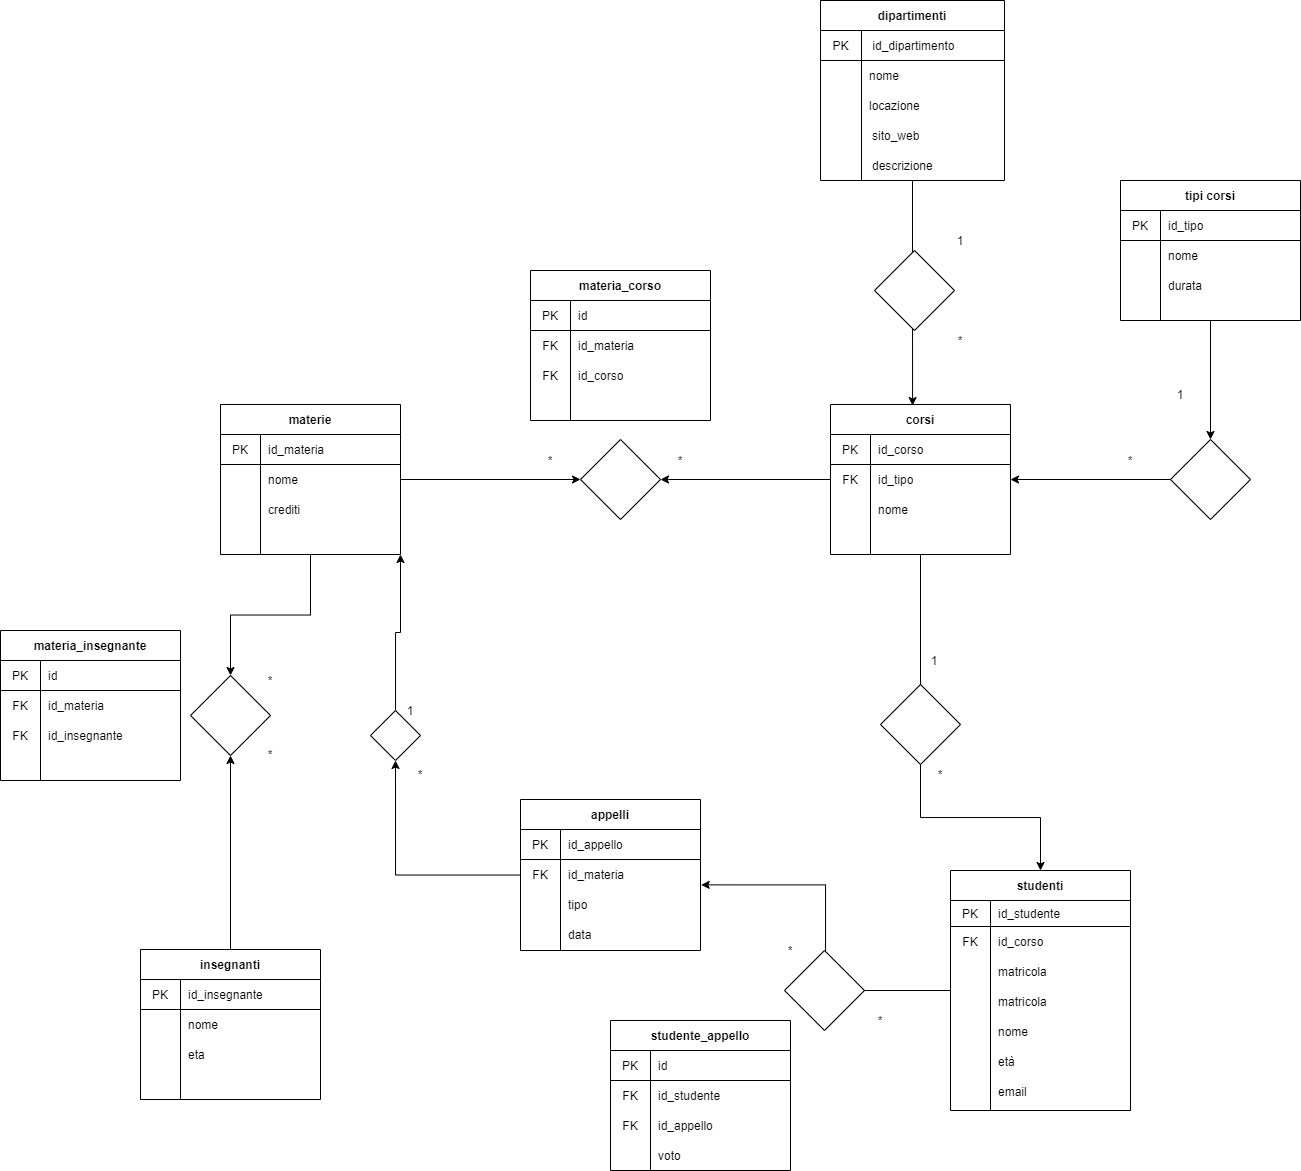 dipartimenti
PK id_dipartimento
nome
locazione
sito_web
descrizione
1
*
tipi corsi
PK id_tipo
nome
durata
1
*
materia_corso
PK id
FK id_materia
FK id_corso
materie
PK id_materia
nome
crediti
*
*
corsi
PK id_corso
FK id_tipo
nome
materia_insegnante
PK id
FK id_materia
FK id_insegnante
*
*
1
*
1
*
appelli
PK id_appello
FK id_materia
tipo
data
studenti
PK id_studente
FK id_corso
matricola
matricola
nome
età
email
*
*
insegnanti
PK id_insegnante
nome
eta
studente_appello
PK id
FK id_studente
FK id_appello
voto